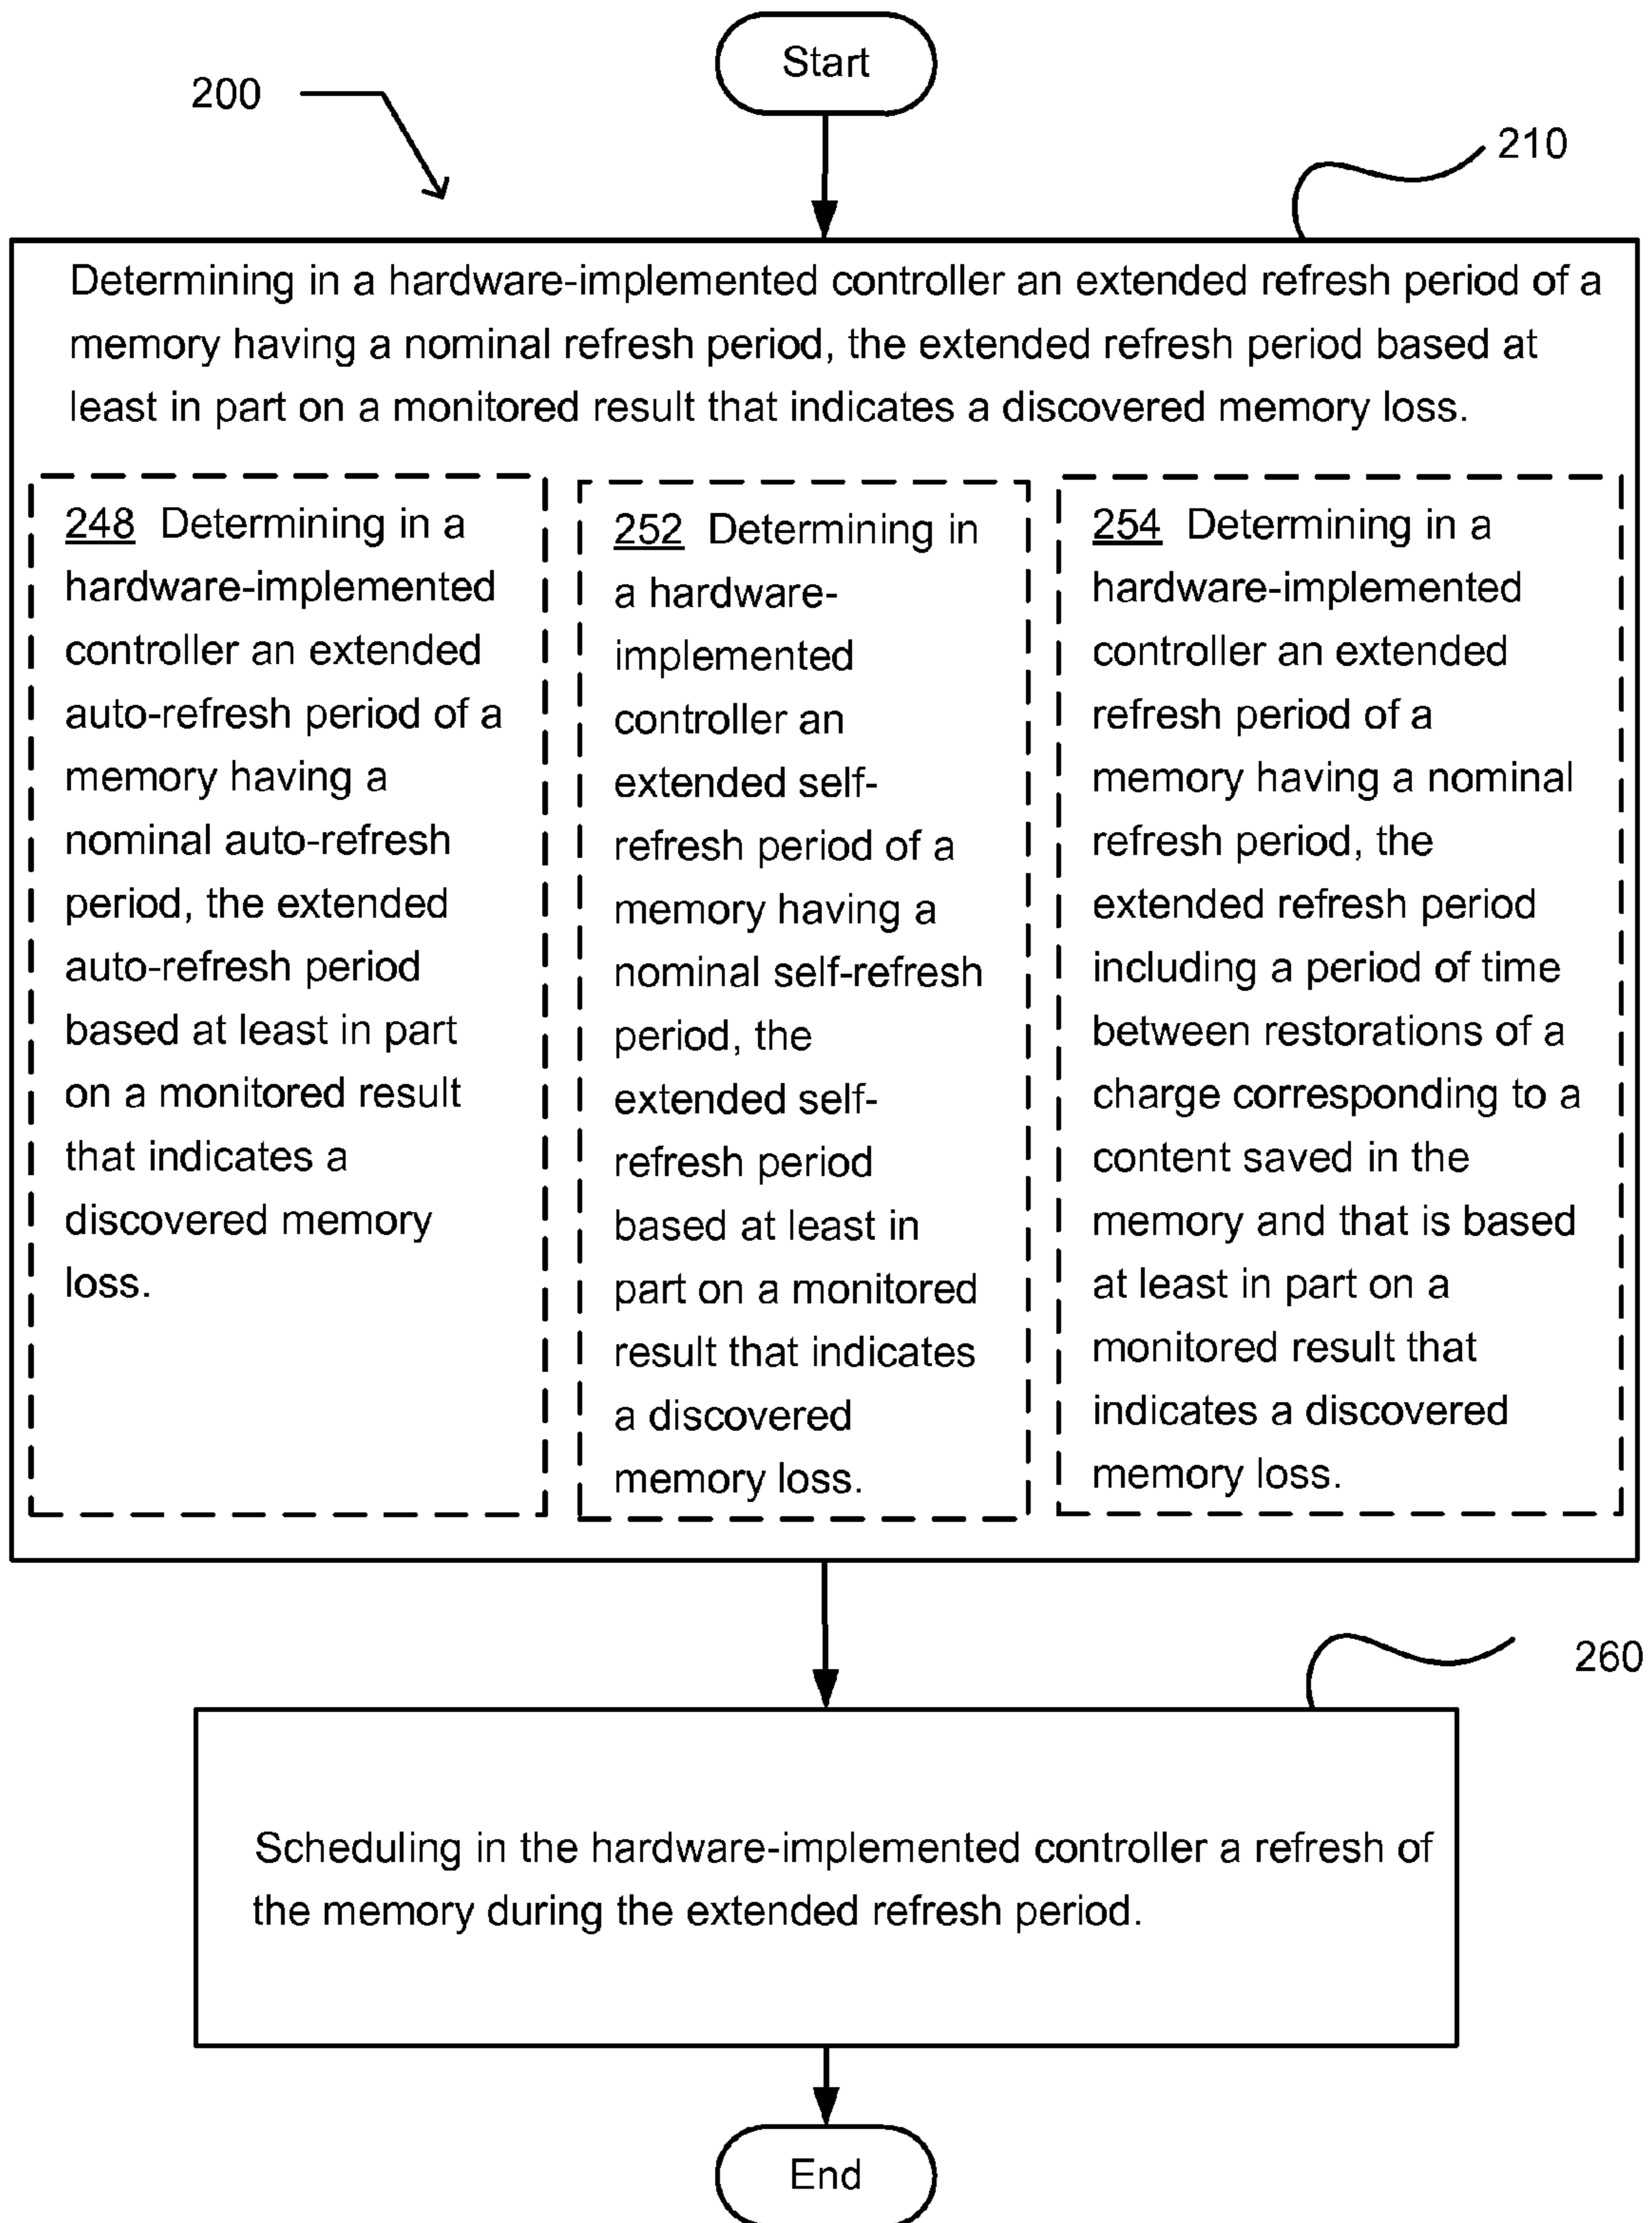 Start
200
210
Determining in a hardware-implemented controller an extended refresh period of a
memory having a nominal refresh period, the extended refresh period based at
least in part on a monitored result that indicates a discovered memory loss.
248 Determining in a
hardware-implemented
controller an extended
auto-refresh period of a
memory having a
nominal auto-refresh
period, the extended
auto-refresh period
based at least in part
on a monitored result
that indicates a
discovered memory
loss.
252 Determining in
a hardware-
implemented
controller an
extended self-
refresh period of a
memory having a
nominal self-refresh
period, the
extended self-
refresh period
based at least in
part on a monitored
result that indicates
a discovered
memory loss.
254 Determining in a
hardware-implemented
controller an extended
refresh period of a
memory having a nominal
refresh period, the
extended refresh period
including a period of time
between restorations of a
charge corresponding to a
content saved in the
memory and that is based
at least in part on a
monitored result that
indicates a discovered
memory loss.
260
Scheduling in the hardware-implemented controller a refresh of
the memory during the extended refresh period.
End